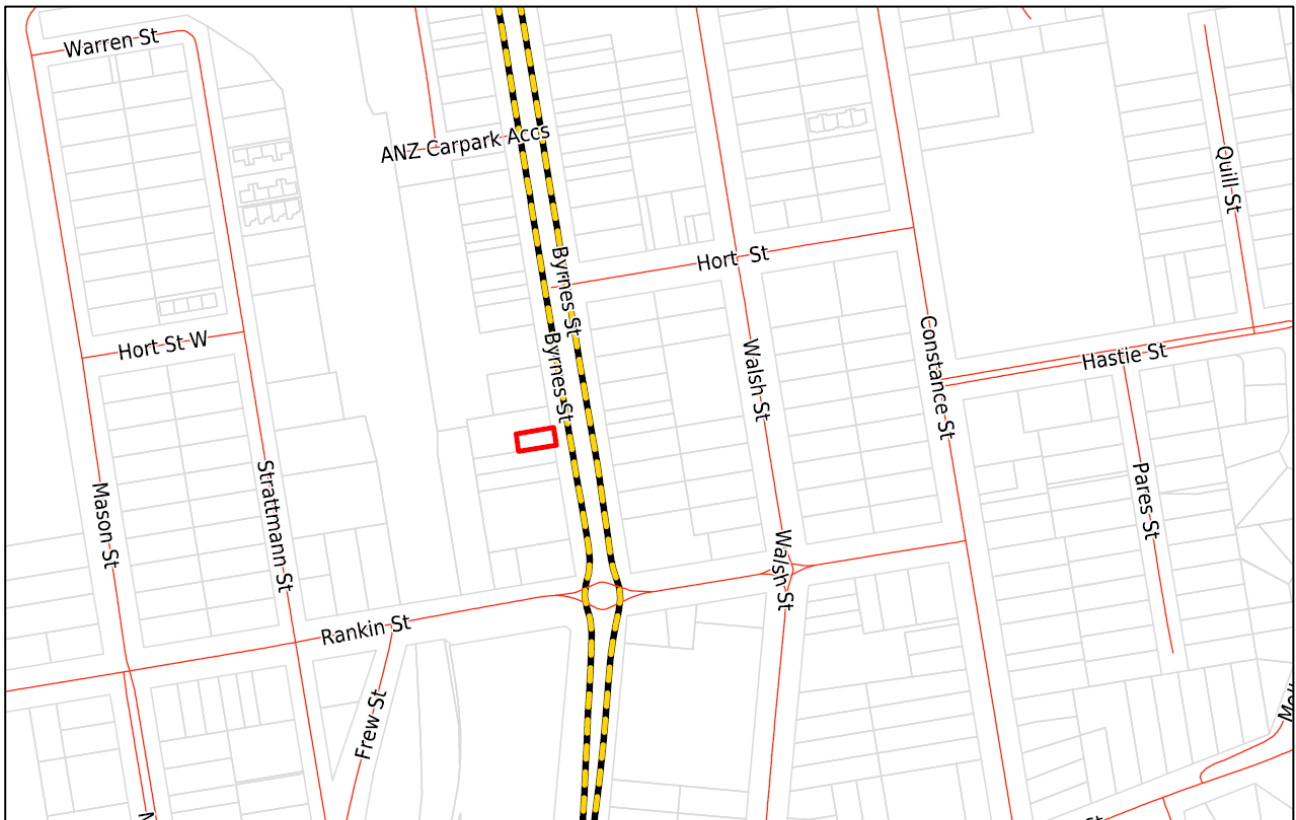 Warren St
ANZ Carpark Accs
Quill St
Hort St
Byrnes St
Hort St W
Byrnes St
Walsh St
Constance St
Hastie St
Mason St
Strattmann St
Pares St
Walsh St
Rankin St
Frew St